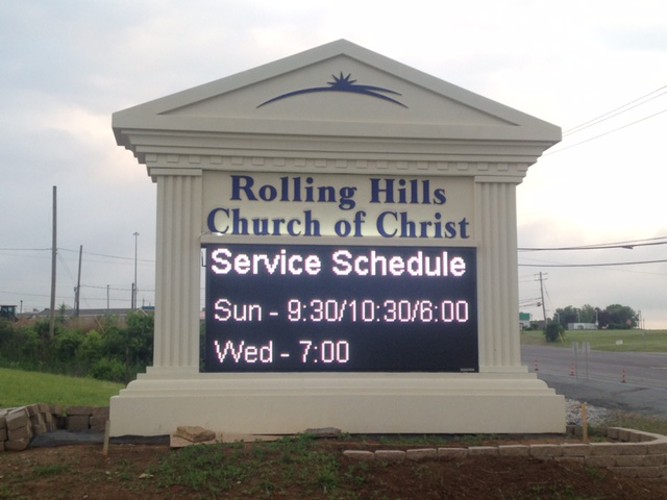 Rolling Hills
Church of Christ
Service Schedule
Sun - 9:30/10:30/6:00
Wed - 7:00